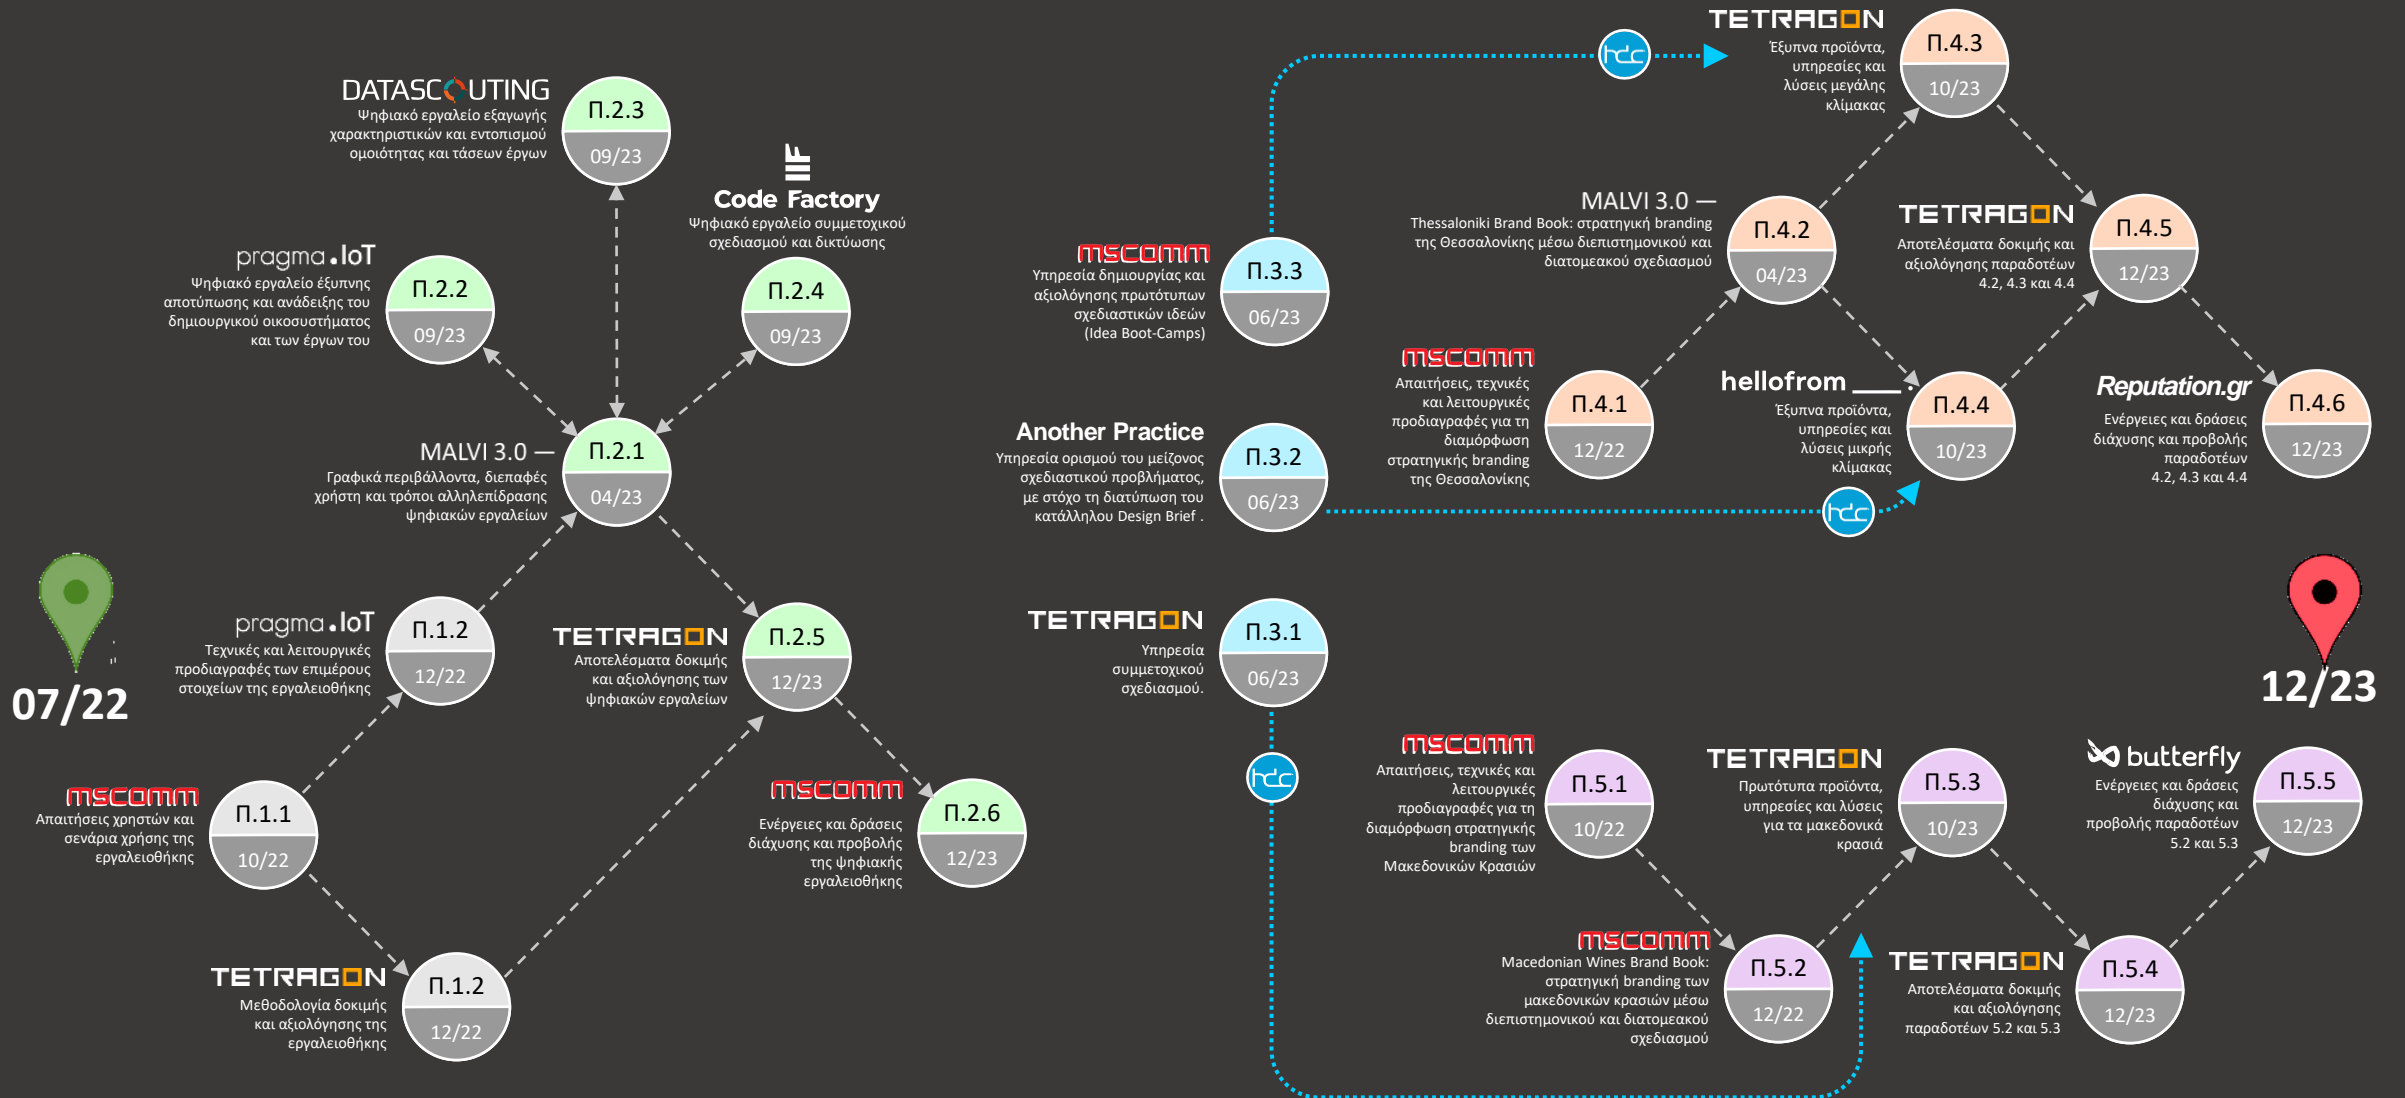 07/22
DATASCOUTING
Ψηφιακό εργαλείο εξαγωγής
χαρακτηριστικών και εντοπισμού
ομοιότητας και τάσεων έργων
Π.2.3
09/23
Code Factory
Ψηφιακό εργαλείο συμμετοχικού
σχεδιασμού και δικτύωσης
Π.2.4
09/23
pragma.IoT
Ψηφιακό εργαλείο έξυπνης
αποτύπωσης και ανάδειξης του
δημιουργικού οικοσυστήματος
και των έργων του
Π.2.2
09/23
MALVI 3.0 —
Γραφικά περιβάλλοντα, διεπαφές
χρήστη και τρόποι αλληλεπίδρασης
ψηφιακών εργαλείων
Π.2.1
04/23
pragma.IoT
Τεχνικές και λειτουργικές
προδιαγραφές των επιμέρους
στοιχείων της εργαλειοθήκης
Π.1.2
12/22
TETRAGON
Αποτελέσματα δοκιμής
και αξιολόγησης των
ψηφιακών εργαλείων
Π.2.5
12/23
mscomm
Απαιτήσεις χρηστών και
σενάρια χρήσης της
εργαλειοθήκης
Π.1.1
10/22
mscomm
Ενέργειες και δράσεις
διάχυσης και προβολής
της ψηφιακής
εργαλειοθήκης
Π.2.6
12/23
TETRAGON
Μεθοδολογία δοκιμής
και αξιολόγησης της
εργαλειοθήκης
Π.1.2
12/22
mscomm
Υπηρεσία δημιουργίας και
αξιολόγησης πρωτότυπων
σχεδιαστικών ιδεών
(Idea Boot-Camps)
Π.3.3
06/23
hdc
Another Practice
Υπηρεσία ορισμού του μείζονος
σχεδιαστικού προβλήματος,
με στόχο τη διατύπωση του
κατάλληλου Design Brief .
Π.3.2
06/23
hdc
TETRAGON
Υπηρεσία
συμμετοχικού
σχεδιασμού.
Π.3.1
06/23
hdc
TETRAGON
Έξυπνα προϊόντα,
υπηρεσίες και
λύσεις μεγάλης
κλίμακας
Π.4.3
10/23
MALVI 3.0 —
Thessaloniki Brand Book: στρατηγική branding
της Θεσσαλονίκης μέσω διεπιστημονικού και
διατομεακού σχεδιασμού
Π.4.2
04/23
TETRAGON
Αποτελέσματα δοκιμής και
αξιολόγησης παραδοτέων
4.2, 4.3 και 4.4
Π.4.5
12/23
mscomm
Απαιτήσεις, τεχνικές
και λειτουργικές
προδιαγραφές για τη
διαμόρφωση
στρατηγικής branding
της Θεσσαλονίκης
Π.4.1
12/22
hellofrom ____.
Έξυπνα προϊόντα,
υπηρεσίες και
λύσεις μικρής
κλίμακας
Π.4.4
10/23
Reputation.gr
Ενέργειες και δράσεις
διάχυσης και προβολής
παραδοτέων
4.2, 4.3 και 4.4
Π.4.6
12/23
12/23
mscomm
Απαιτήσεις, τεχνικές και
λειτουργικές
προδιαγραφές για τη
διαμόρφωση στρατηγικής
branding των
Μακεδονικών Κρασιών
Π.5.1
10/22
TETRAGON
Πρωτότυπα προϊόντα,
υπηρεσίες και λύσεις
για τα μακεδονικά
κρασιά
Π.5.3
10/23
butterfly
Ενέργειες και δράσεις
διάχυσης και
προβολής παραδοτέων
5.2 και 5.3
Π.5.5
12/23
mscomm
Macedonian Wines Brand Book:
στρατηγική branding των
μακεδονικών κρασιών μέσω
διεπιστημονικού και διατομεακού
σχεδιασμού
Π.5.2
12/22
TETRAGON
Αποτελέσματα δοκιμής
και αξιολόγησης
παραδοτέων 5.2 και 5.3
Π.5.4
12/23